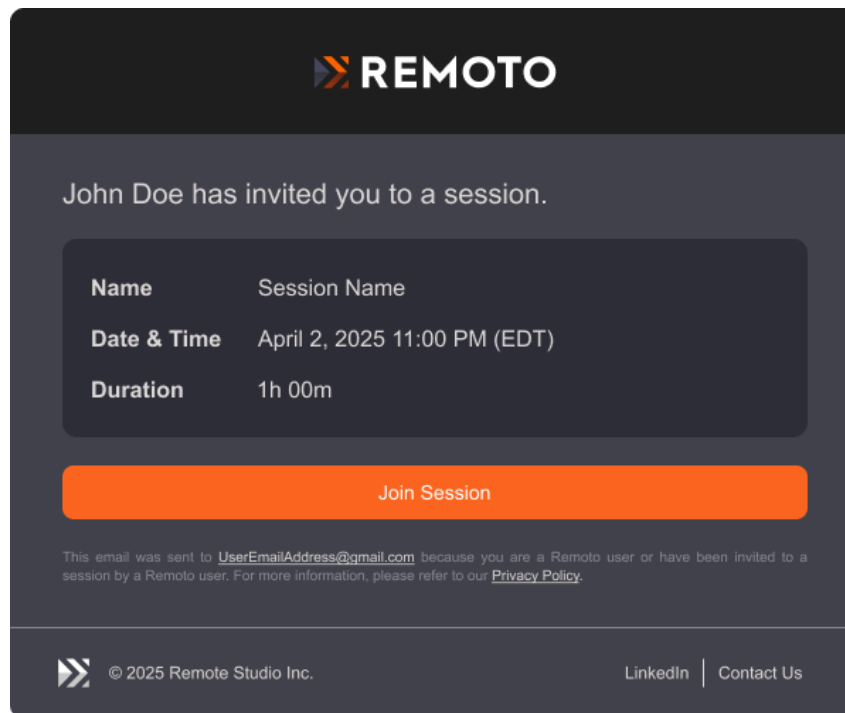 REMOTO
John Doe has invited you to a session.
Name Session Name
Date & Time April 2, 2025 11:00 PM (EDT)
Duration 1h 00m
Join Session
This email was sent to UserEmailAddress@gmail.com because you are a Remoto user or have been invited to a
session by a Remoto user. For more information, please refer to our Privacy Policy.
© 2025 Remote Studio Inc. LinkedIn Contact Us